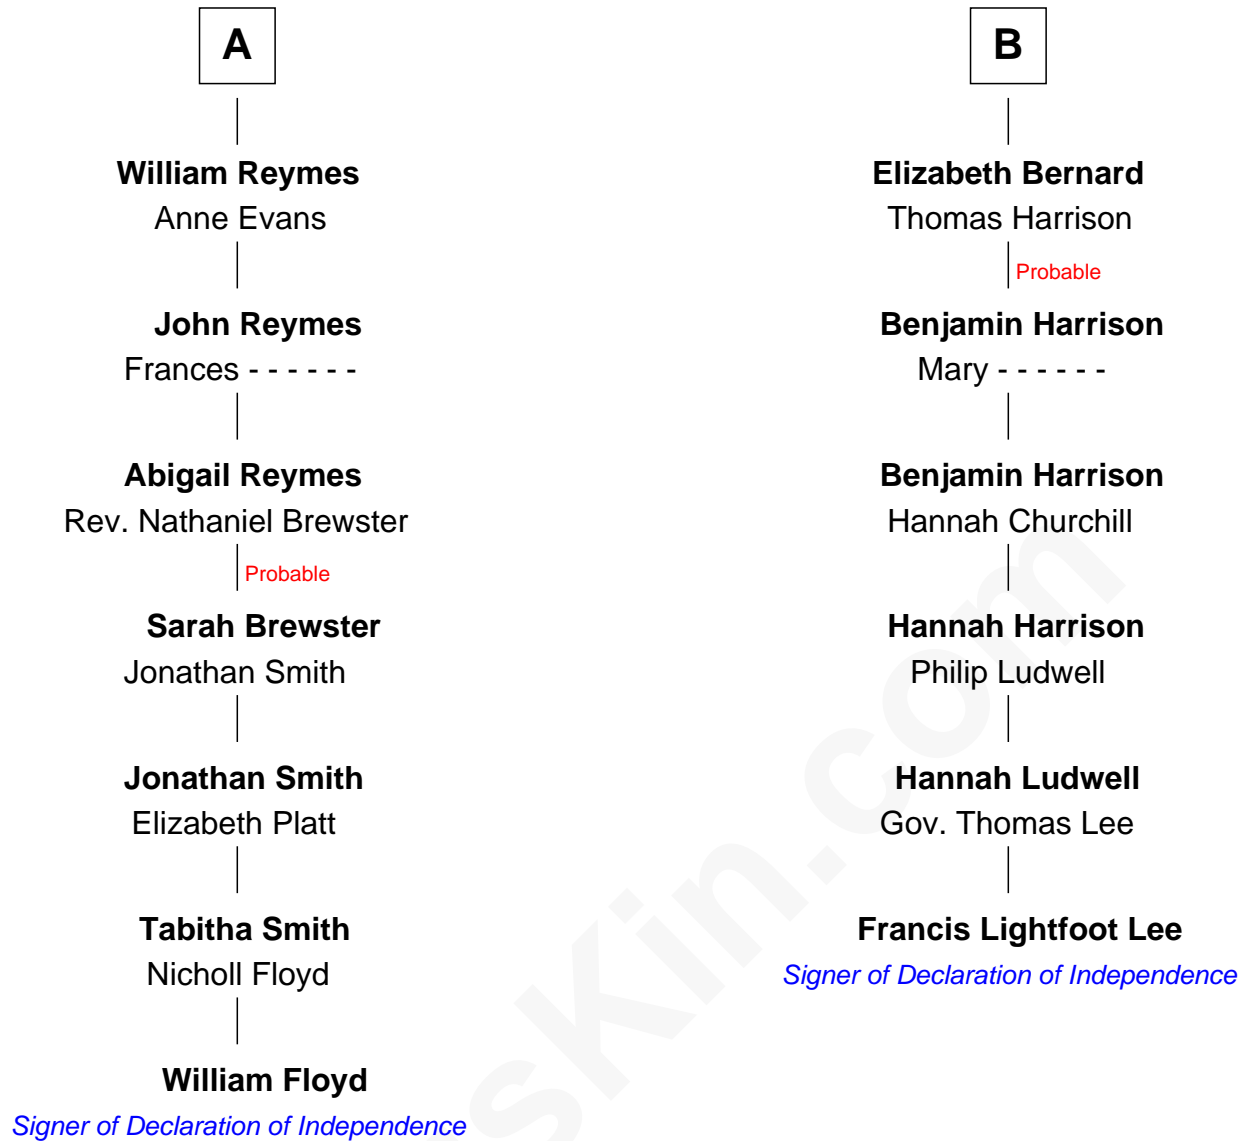 A
William Reymes
Anne Evans
John Reymes
Frances - - - - - -
Abigail Reymes
Rev. Nathaniel Brewster
Probable
Sarah Brewster
Jonathan Smith
Jonathan Smith
Elizabeth Platt
Tabitha Smith
Nicholl Floyd
William Floyd
Signer of Declaration of Independence
B
Elizabeth Bernard
Thomas Harrison
Probable
Benjamin Harrison
Mary - - - - - -
Benjamin Harrison
Hannah Churchill
Hannah Harrison
Philip Ludwell
Hannah Ludwell
Gov. Thomas Lee
Francis Lightfoot Lee
Signer of Declaration of Independence
sKin.com